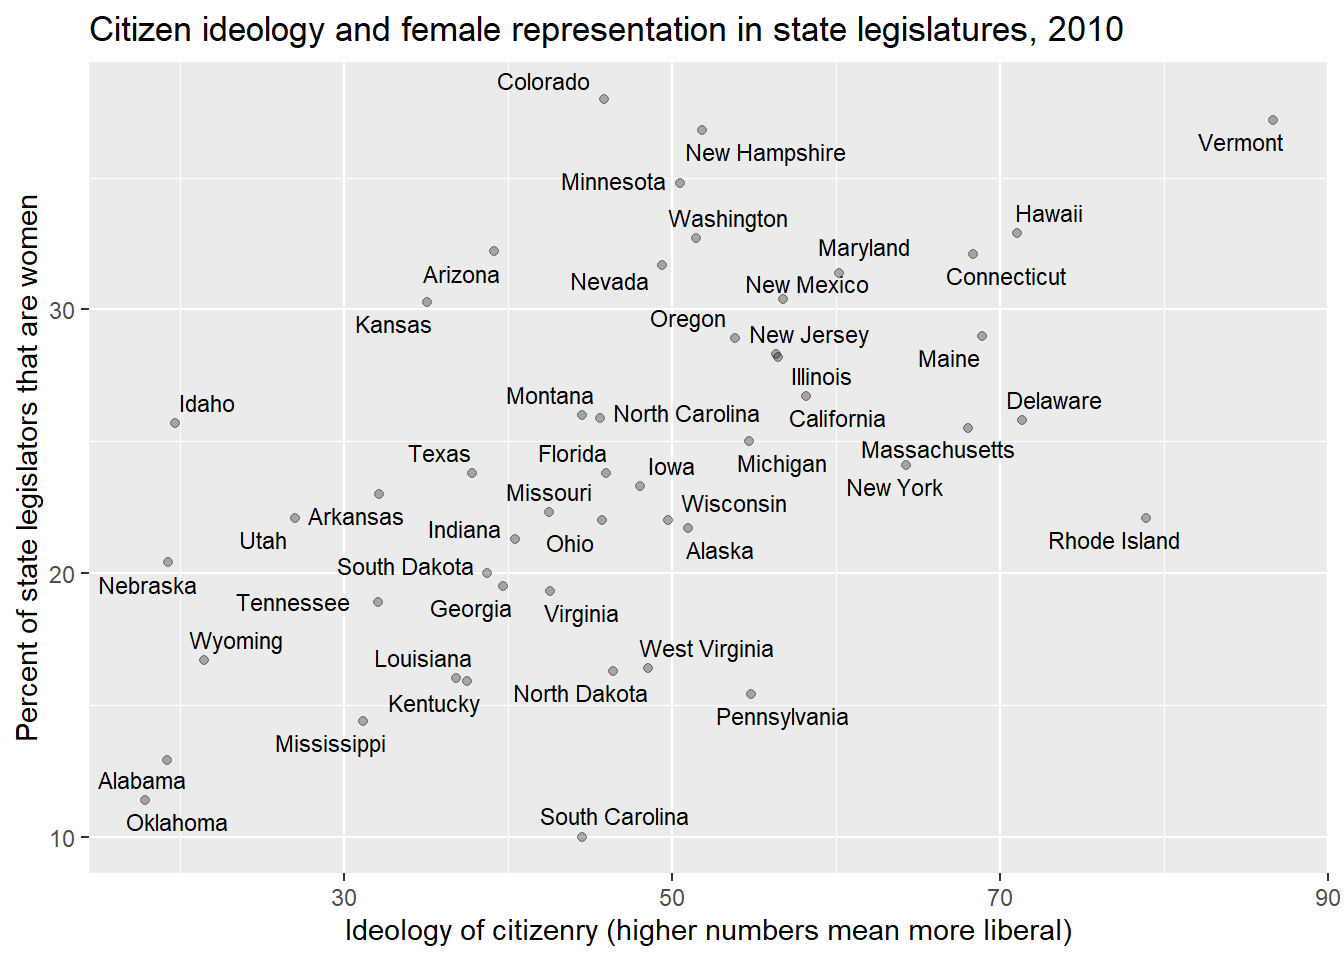 Citizen ideology and female representation in state legislatures, 2010
Colorado
Vermont
New Hampshire
Minnesota
Washington
Hawaii
Maryland
Arizona
Nevada
New Mexico
Connecticut
Kansas
Oregon
New Jersey
Maine
Illinois
Idaho
Montana
North Carolina
California
Delaware
Texas
Florida
Iowa
Michigan
Massachusetts
New York
Missouri
Wisconsin
Arkansas
Utah
Indiana
Ohio
Alaska
Rhode Island
Nebraska
South Dakota
Tennessee
Georgia
Virginia
Wyoming
Louisiana
West Virginia
Kentucky
North Dakota
Pennsylvania
Mississippi
Alabama
Oklahoma
South Carolina
30
20
10
Percent of state legislators that are women
30 50 70 90
Ideology of citizenry (higher numbers mean more liberal)